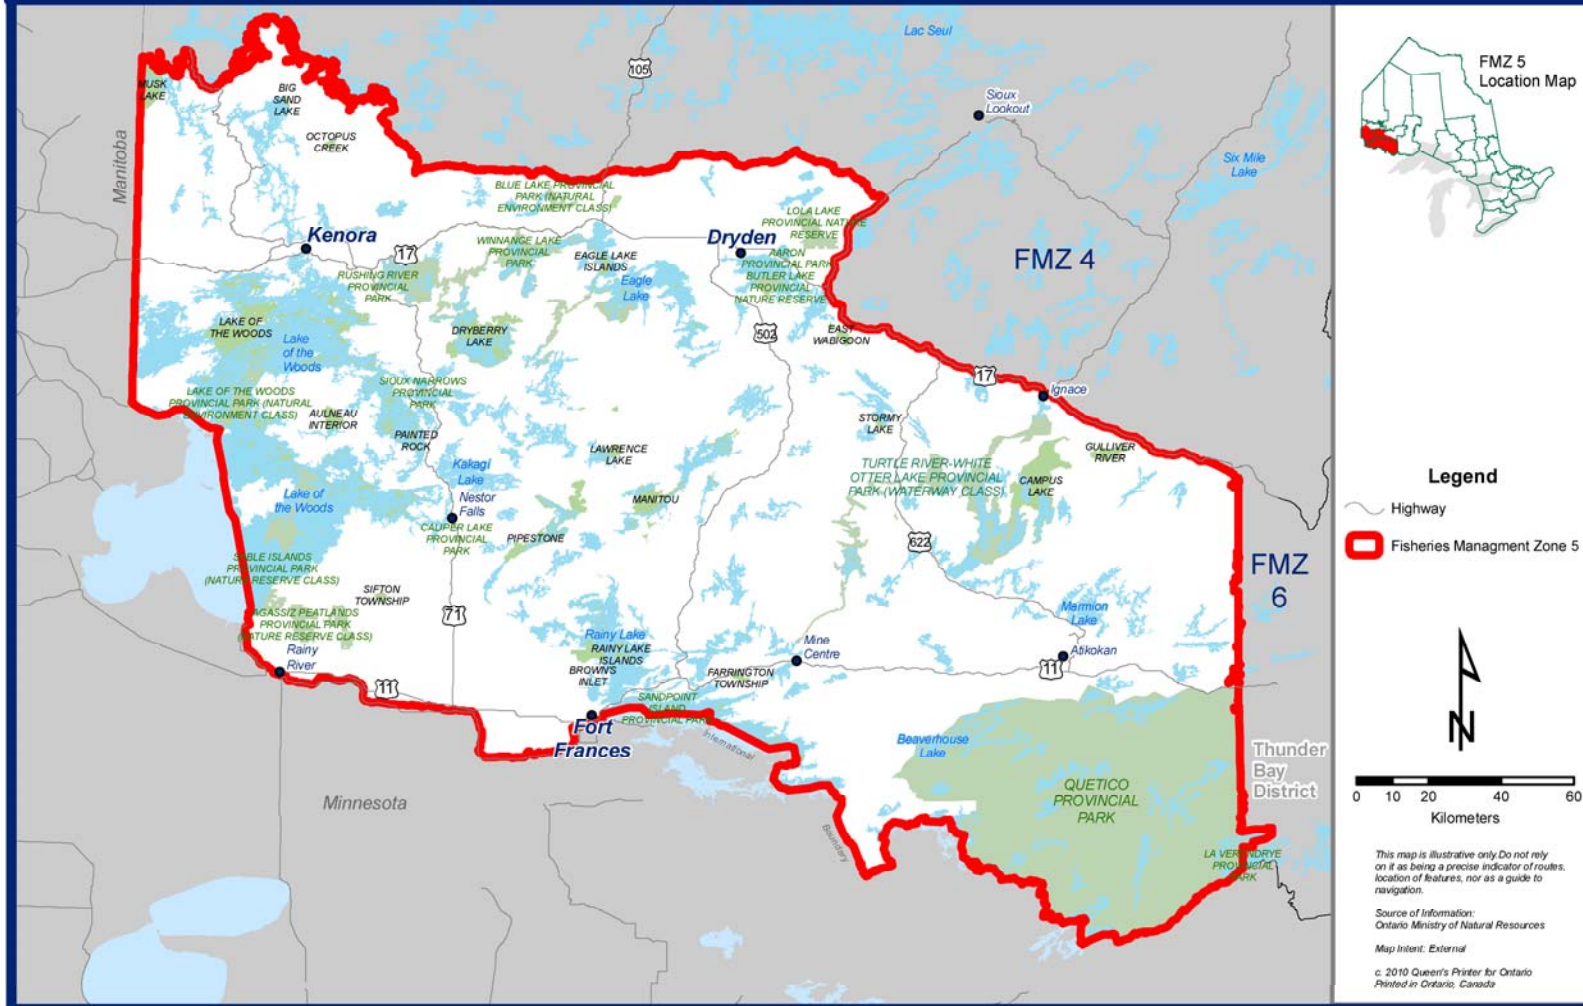 Lac Seul
105
Sioux
Lookout
Six Mile
Lake
MUSK
LAKE
BIG
SAND
LAKE
OCTOPUS
CREEK
Manitoba
BLUE LAKE PROVINCIAL
PARK (NATURAL
ENVIRONMENT CLASS)
LOLA LAKE
PROVINCIAL NATURE
RESERVE
Kenora
17
WINNANGE LAKE
PROVINCIAL
PARK
EAGLE LAKE
ISLANDS
Dryden
AARON
PROVINCIAL PARK
BUTLER LAKE
PROVINCIAL
NATURE RESERVE
FMZ 4
RUSHING RIVER
PROVINCIAL
PARK
Eagle
Lake
LAKE OF
THE WOODS
Lake
of the
Woods
DRYBERRY
LAKE
502
EAST
WABIGOON
17
Ignace
LAKE OF THE WOODS
PROVINCIAL PARK (NATURAL
ENVIRONMENT CLASS)
SIOUX NARROWS
PROVINCIAL
PARK
AULNEAU
INTERIOR
PAINTED
ROCK
STORMY
LAKE
LAWRENCE
LAKE
GULLIVER
RIVER
Kakagi
Lake
TURTLE RIVER-WHITE
OTTER LAKE PROVINCIAL
PARK (WATERWAY CLASS)
CAMPUS
LAKE
Lake of
the Woods
Nestor
Falls
MANITOU
CAUPER LAKE
PROVINCIAL
PARK
PIPESTONE
622
FMZ
6
SABLE ISLANDS
PROVINCIAL PARK
(NATURE RESERVE CLASS)
SIFTON
TOWNSHIP
AGASSIZ PEATLANDS
PROVINCIAL PARK
(NATURE RESERVE CLASS)
71
Marmion
Lake
Rainy Lake
RAINY LAKE
ISLANDS
Mine
Centre
Atikokan
Rainy
River
11
BROWN'S
INLET
FARRINGTON
TOWNSHIP
11
SANDPOINT
ISLAND
PROVINCIAL PARK
Fort
Frances
International
Boundary
Beaverhouse
Lake
Thunder
Bay
District
Minnesota
QUETICO
PROVINCIAL
PARK
LA VERENDRYE
PROVINCIAL
PARK
FMZ 5
Location Map
Legend
Highway
Fisheries Managment Zone 5
N
0 10 20 40 60
Kilometers
This map is illustrative only.Do not rely
on it as being a precise indicator of routes,
location of features, nor as a guide to
navigation.
Source of Information:
Ontario Ministry of Natural Resources
Map Intent: External
c. 2010 Queen's Printer for Ontario
Printed in Ontario, Canada